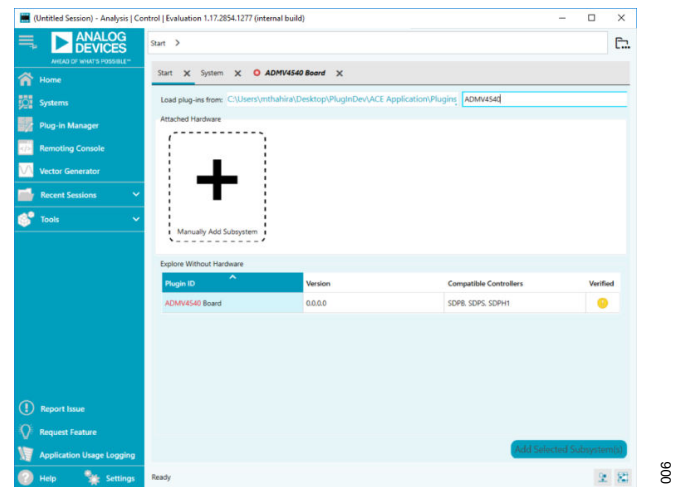 (Untitled Session) - Analysis | Control | Evaluation 1.17.2854.1277 (internal build)
ANALOG
DEVICES
AHEAD OF WHAT'S POSSIBLE™
Start
Home
Systems
Plug-in Manager
Remoting Console
Vector Generator
Recent Sessions
Tools
Start System ADMV4540 Board
Load plug-ins from: C:\Users\mthahira\Desktop\PlugInDev\ACE Application\Plugins ADMV4540
Attached Hardware
Manually Add Subsystem
Explore Without Hardware
Plugin ID Version Compatible Controllers Verified
ADMV4540 Board 0.0.0.0 SDPB, SDPS, SDPH1
Add Selected Subsystem(s)
Report Issue
Request Feature
Application Usage Logging
Help Settings
Ready
006